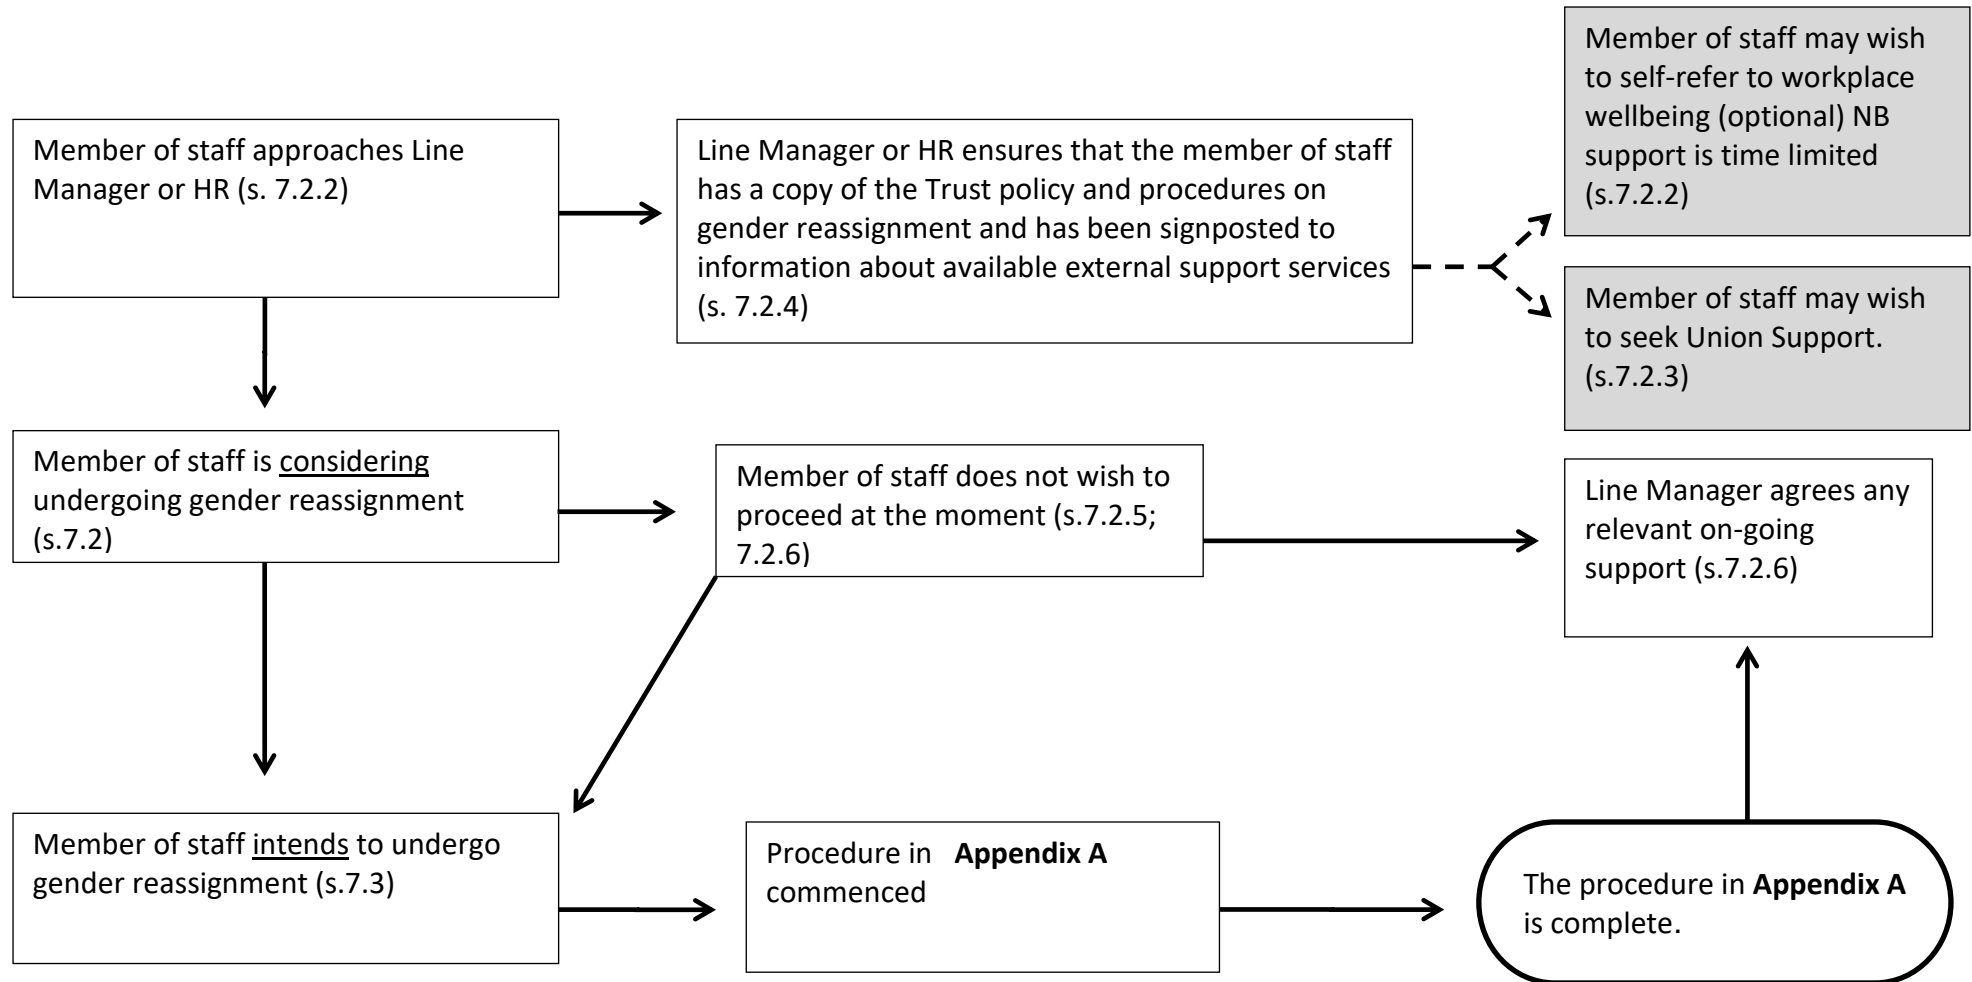 Member of staff approaches Line
Manager or HR (s. 7.2.2)
Line Manager or HR ensures that the member of staff
has a copy of the Trust policy and procedures on
gender reassignment and has been signposted to
information about available external support services
(s. 7.2.4)
Member of staff may wish
to self-refer to workplace
wellbeing (optional) NB
support is time limited
(s.7.2.2)
Member of staff may wish
to seek Union Support.
(s.7.2.3)
Member of staff is considering
undergoing gender reassignment
(s.7.2)
Member of staff does not wish to
proceed at the moment (s.7.2.5;
7.2.6)
Line Manager agrees any
relevant on-going
support (s.7.2.6)
Member of staff intends to undergo
gender reassignment (s.7.3)
Procedure in   Appendix A
commenced
The procedure in Appendix A
is complete.